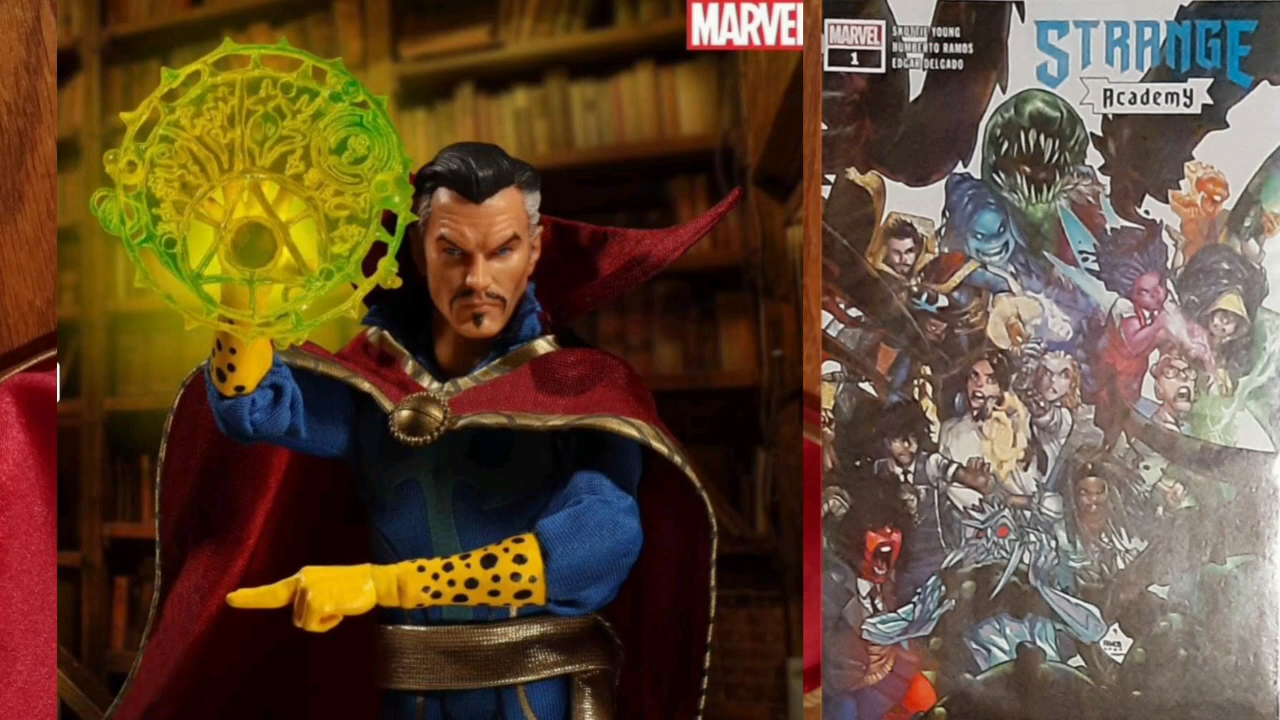 MARVEL
MARVEL
1
SKOTTIE YOUNG
HUMBERTO RAMOS
EDGAR DELGADO
STRANGE
Academy